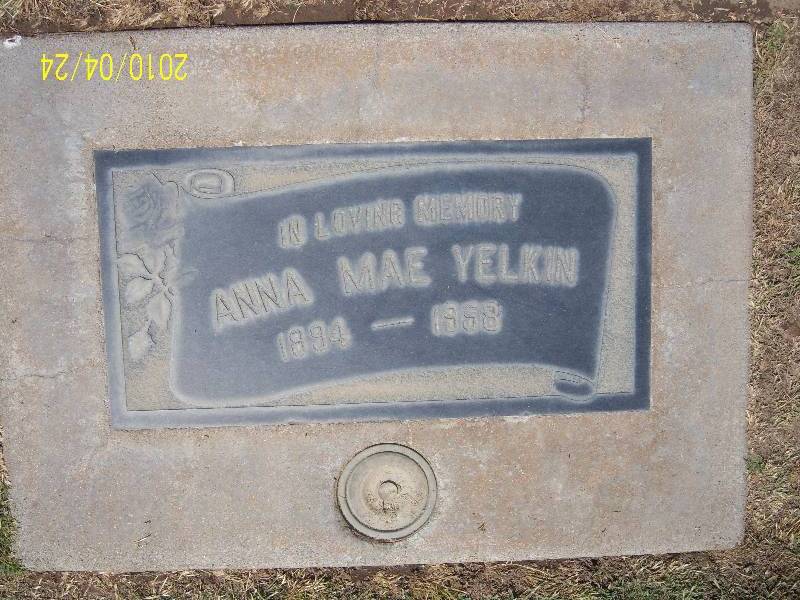 2010/04/24
IN LOVING MEMORY
ANNA MAE YELKIN
1894 — 1968